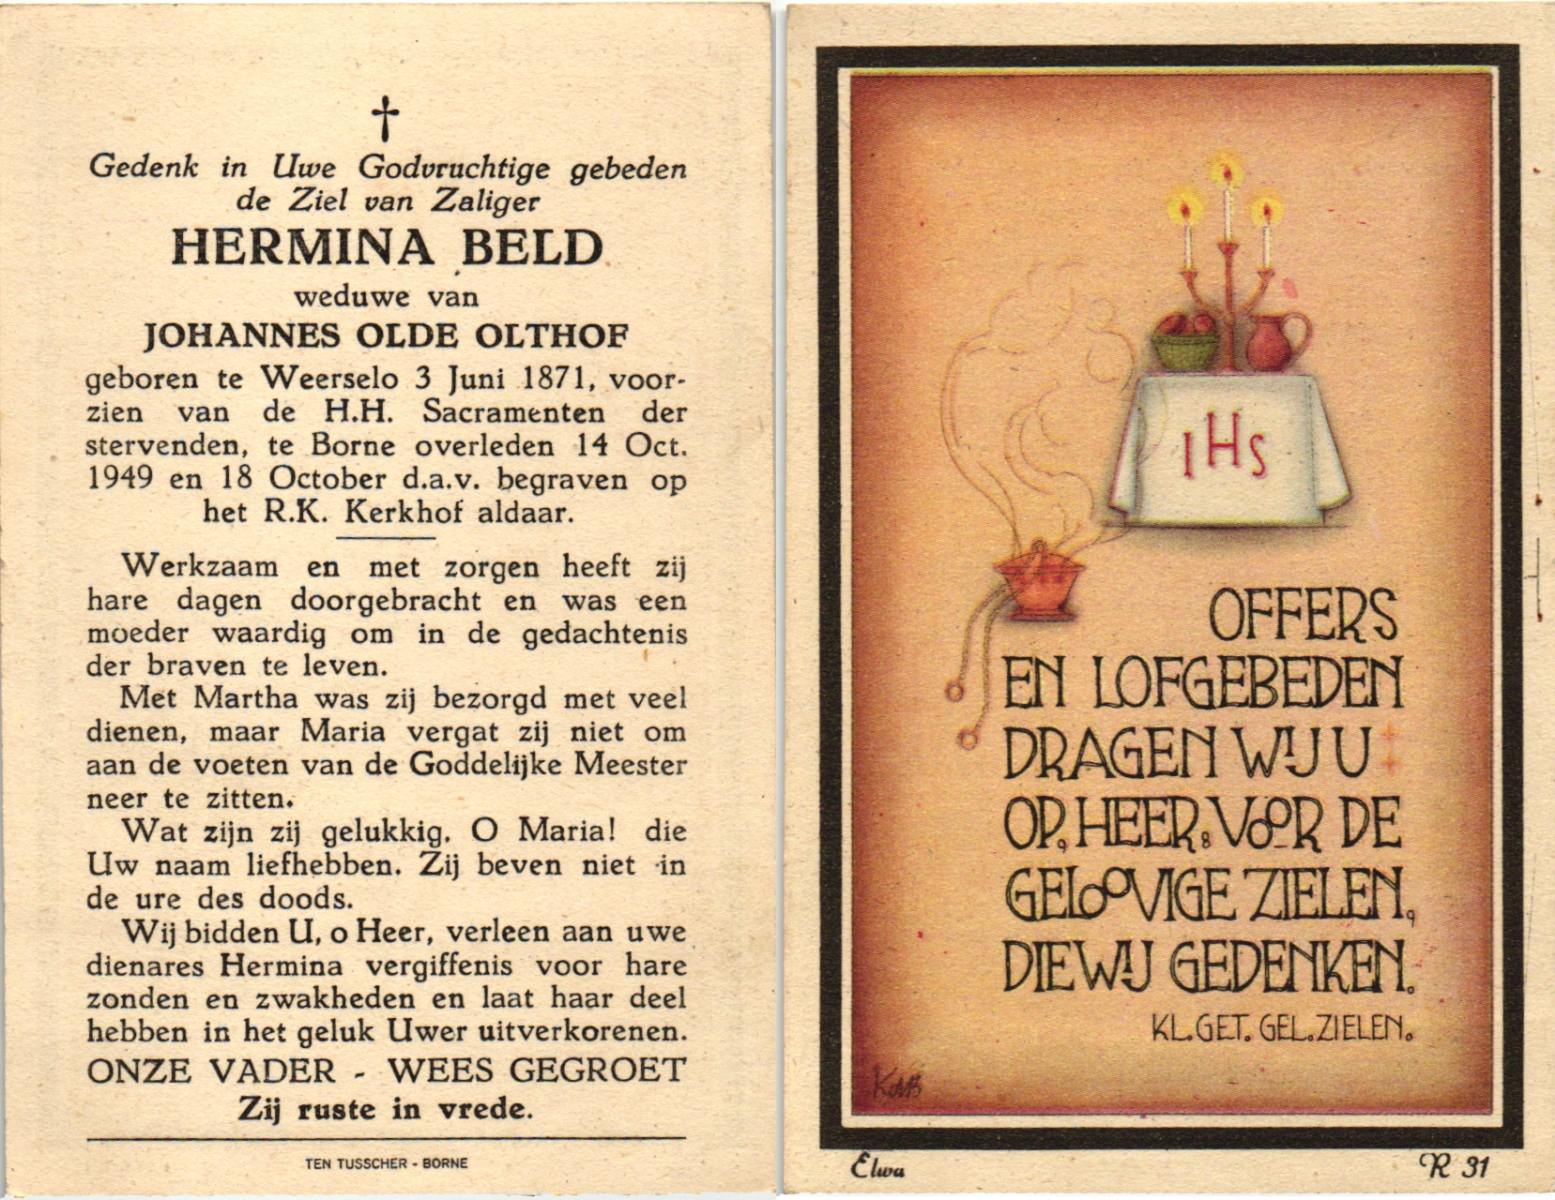 Gedenk in Uwe Godvruchtige gebeden
de Ziel van Zaliger
HERMINA BELD
weduwe van
JOHANNES OLDE OLTHOF
geboren te Weerselo 3 Juni 1871, voor-
zien van de H.H. Sacramenten der
stervenden, te Borne overleden 14 Oct.
1949 en 18 October d.a.v. begraven op
het R.K. Kerkhof aldaar.
Werkzaam en met zorgen heeft zij
hare dagen doorgebracht en was een
moeder waardig om in de gedachtenis
der braven te leven.
Met Martha was zij bezorgd met veel
dienen, maar Maria vergat zij niet om
aan de voeten van de Goddelijke Meester
neer te zitten.
Wat zijn zij gelukkig, O Maria! die
Uw naam liefhebben. Zij beven niet in
de ure des doods.
Wij bidden U, o Heer, verleen aan uwe
dienares Hermina vergiffenis voor hare
zonden en zwakheden en laat haar deel
hebben in het geluk Uwer uitverkorenen.
ONZE VADER - WEES GEGROET
Zij ruste in vrede.
TEN TUSSCHER - BORNE
IHS
OFFERS
EN LOFGEBEDEN
DRAGEN WIJ U
OP, HEER: VOOR DE
GELOOVIGE ZIELEN,
DIE WIJ GEDENKEN.
KL. GET. GEL. ZIELEN.
Elwa R 31